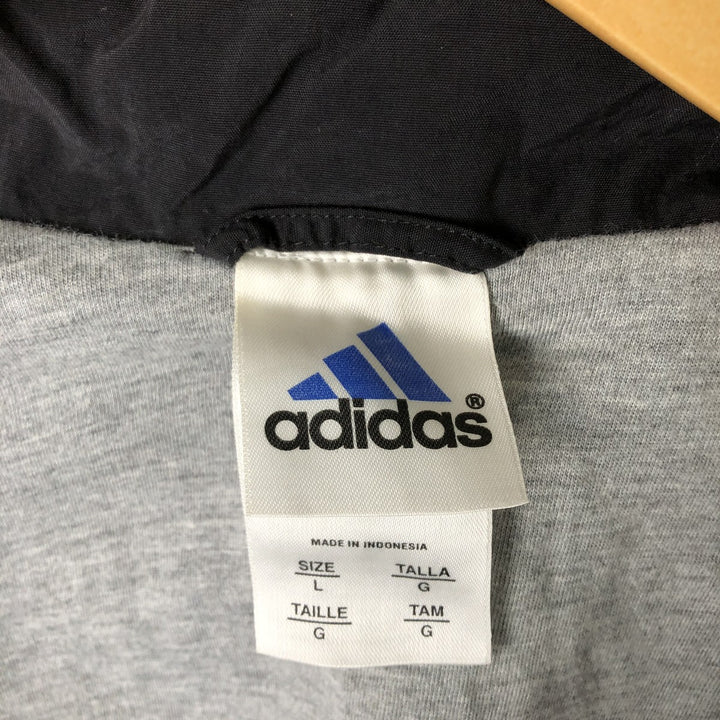 adidas®
MADE IN INDONESIA
SIZE TALLA
L G
TAILLE TAM
G G